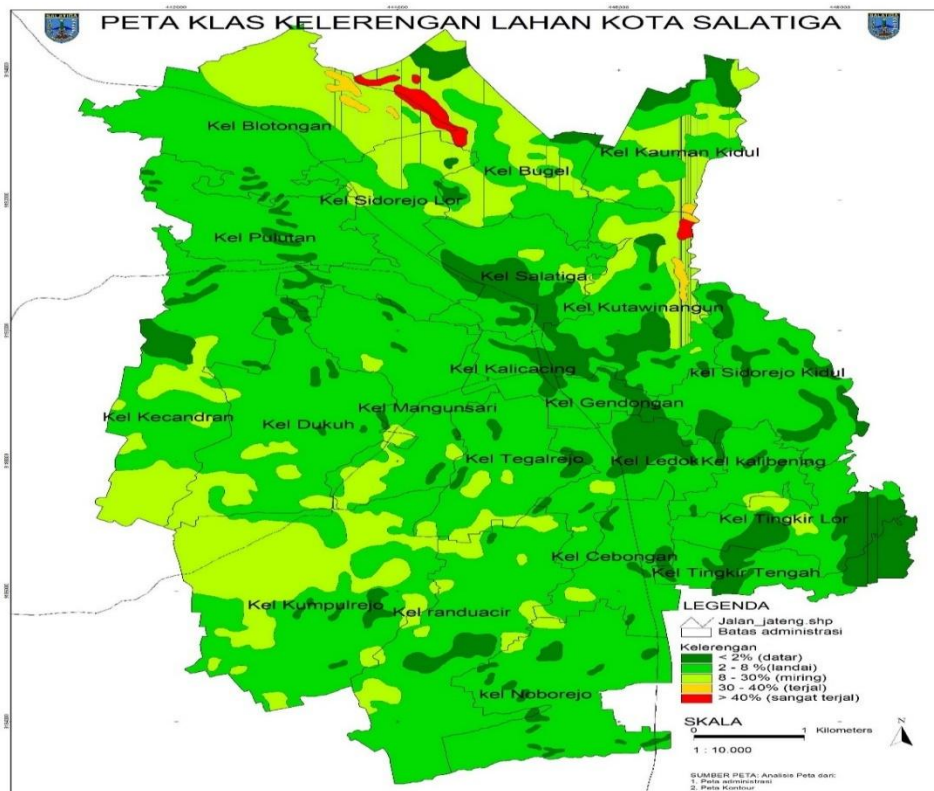 PETA KLAS KELERENGAN LAHAN KOTA SALATIGA
SALATIGA
SALATIGA
Kel Blotongan
Kel Kauman Kidul
Kel Bugel
Kel Sidorejo Lor
Kel Pulutan
Kel Salatiga
Kel Kutawinangun
Kel Kalicacing
kel Sidorejo Kidul
Kel Gendongan
Kel Mangunsari
Kel Kecandran
Kel Dukuh
Kel Tegalrejo
Kel Ledok
Kel kalibening
Kel Tingkir Lor
Kel Cebongan
Kel Tingkir Tengah
Kel Kumpulrejo
Kel randuacir
kel Noborejo
LEGENDA
Jalan_jateng.shp
Batas administrasi
Kelerengan
< 2% (datar)
2 - 8 %(landai)
8 - 30% (miring)
30 - 40% (terjal)
> 40% (sangat terjal)
SKALA
0 1 Kilometers
1 : 10.000
N
SUMBER PETA: Analisis Peta dari:
1. Peta administrasi
2. Peta Kontour